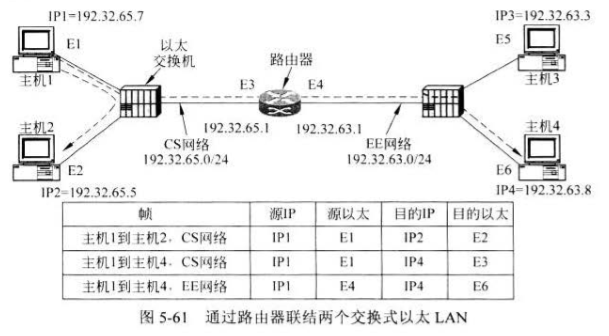 IP1=192.32.65.7
IP3=192.32.63.3
E1
以太
交换机
路由器
E5
主机1
E3
E4
主机3
主机2
主机4
192.32.65.1
192.32.63.1
CS网络
EE网络
192.32.65.0/24
192.32.63.0/24
E2
E6
IP2=192.32.65.5
IP4=192.32.63.8
帧 源IP 源以太 目的IP 目的以太
主机1到主机2，CS网络 IP1 E1 IP2 E2
主机1到主机4，CS网络 IP1 E1 IP4 E3
主机1到主机4，EE网络 IP1 E4 IP4 E6
图 5-61 通过路由器联结两个交换式以太 LAN